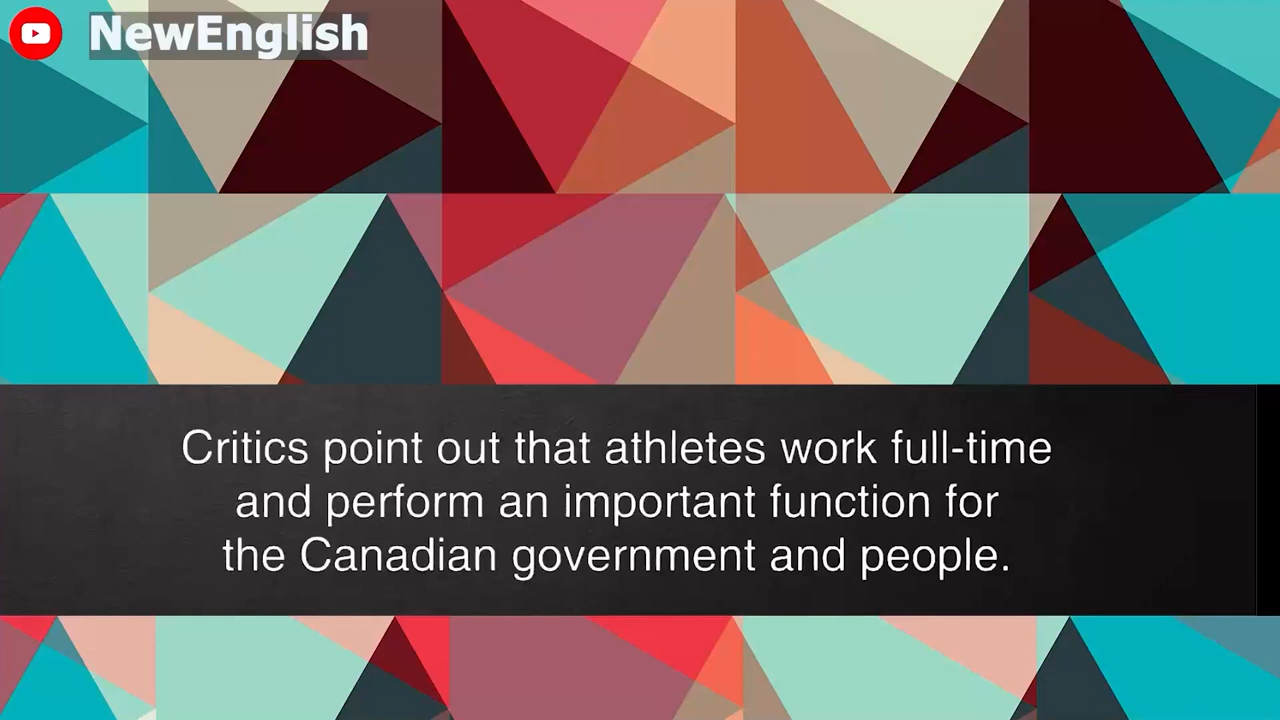 NewEnglish
Critics point out that athletes work full-time
and perform an important function for
the Canadian government and people.